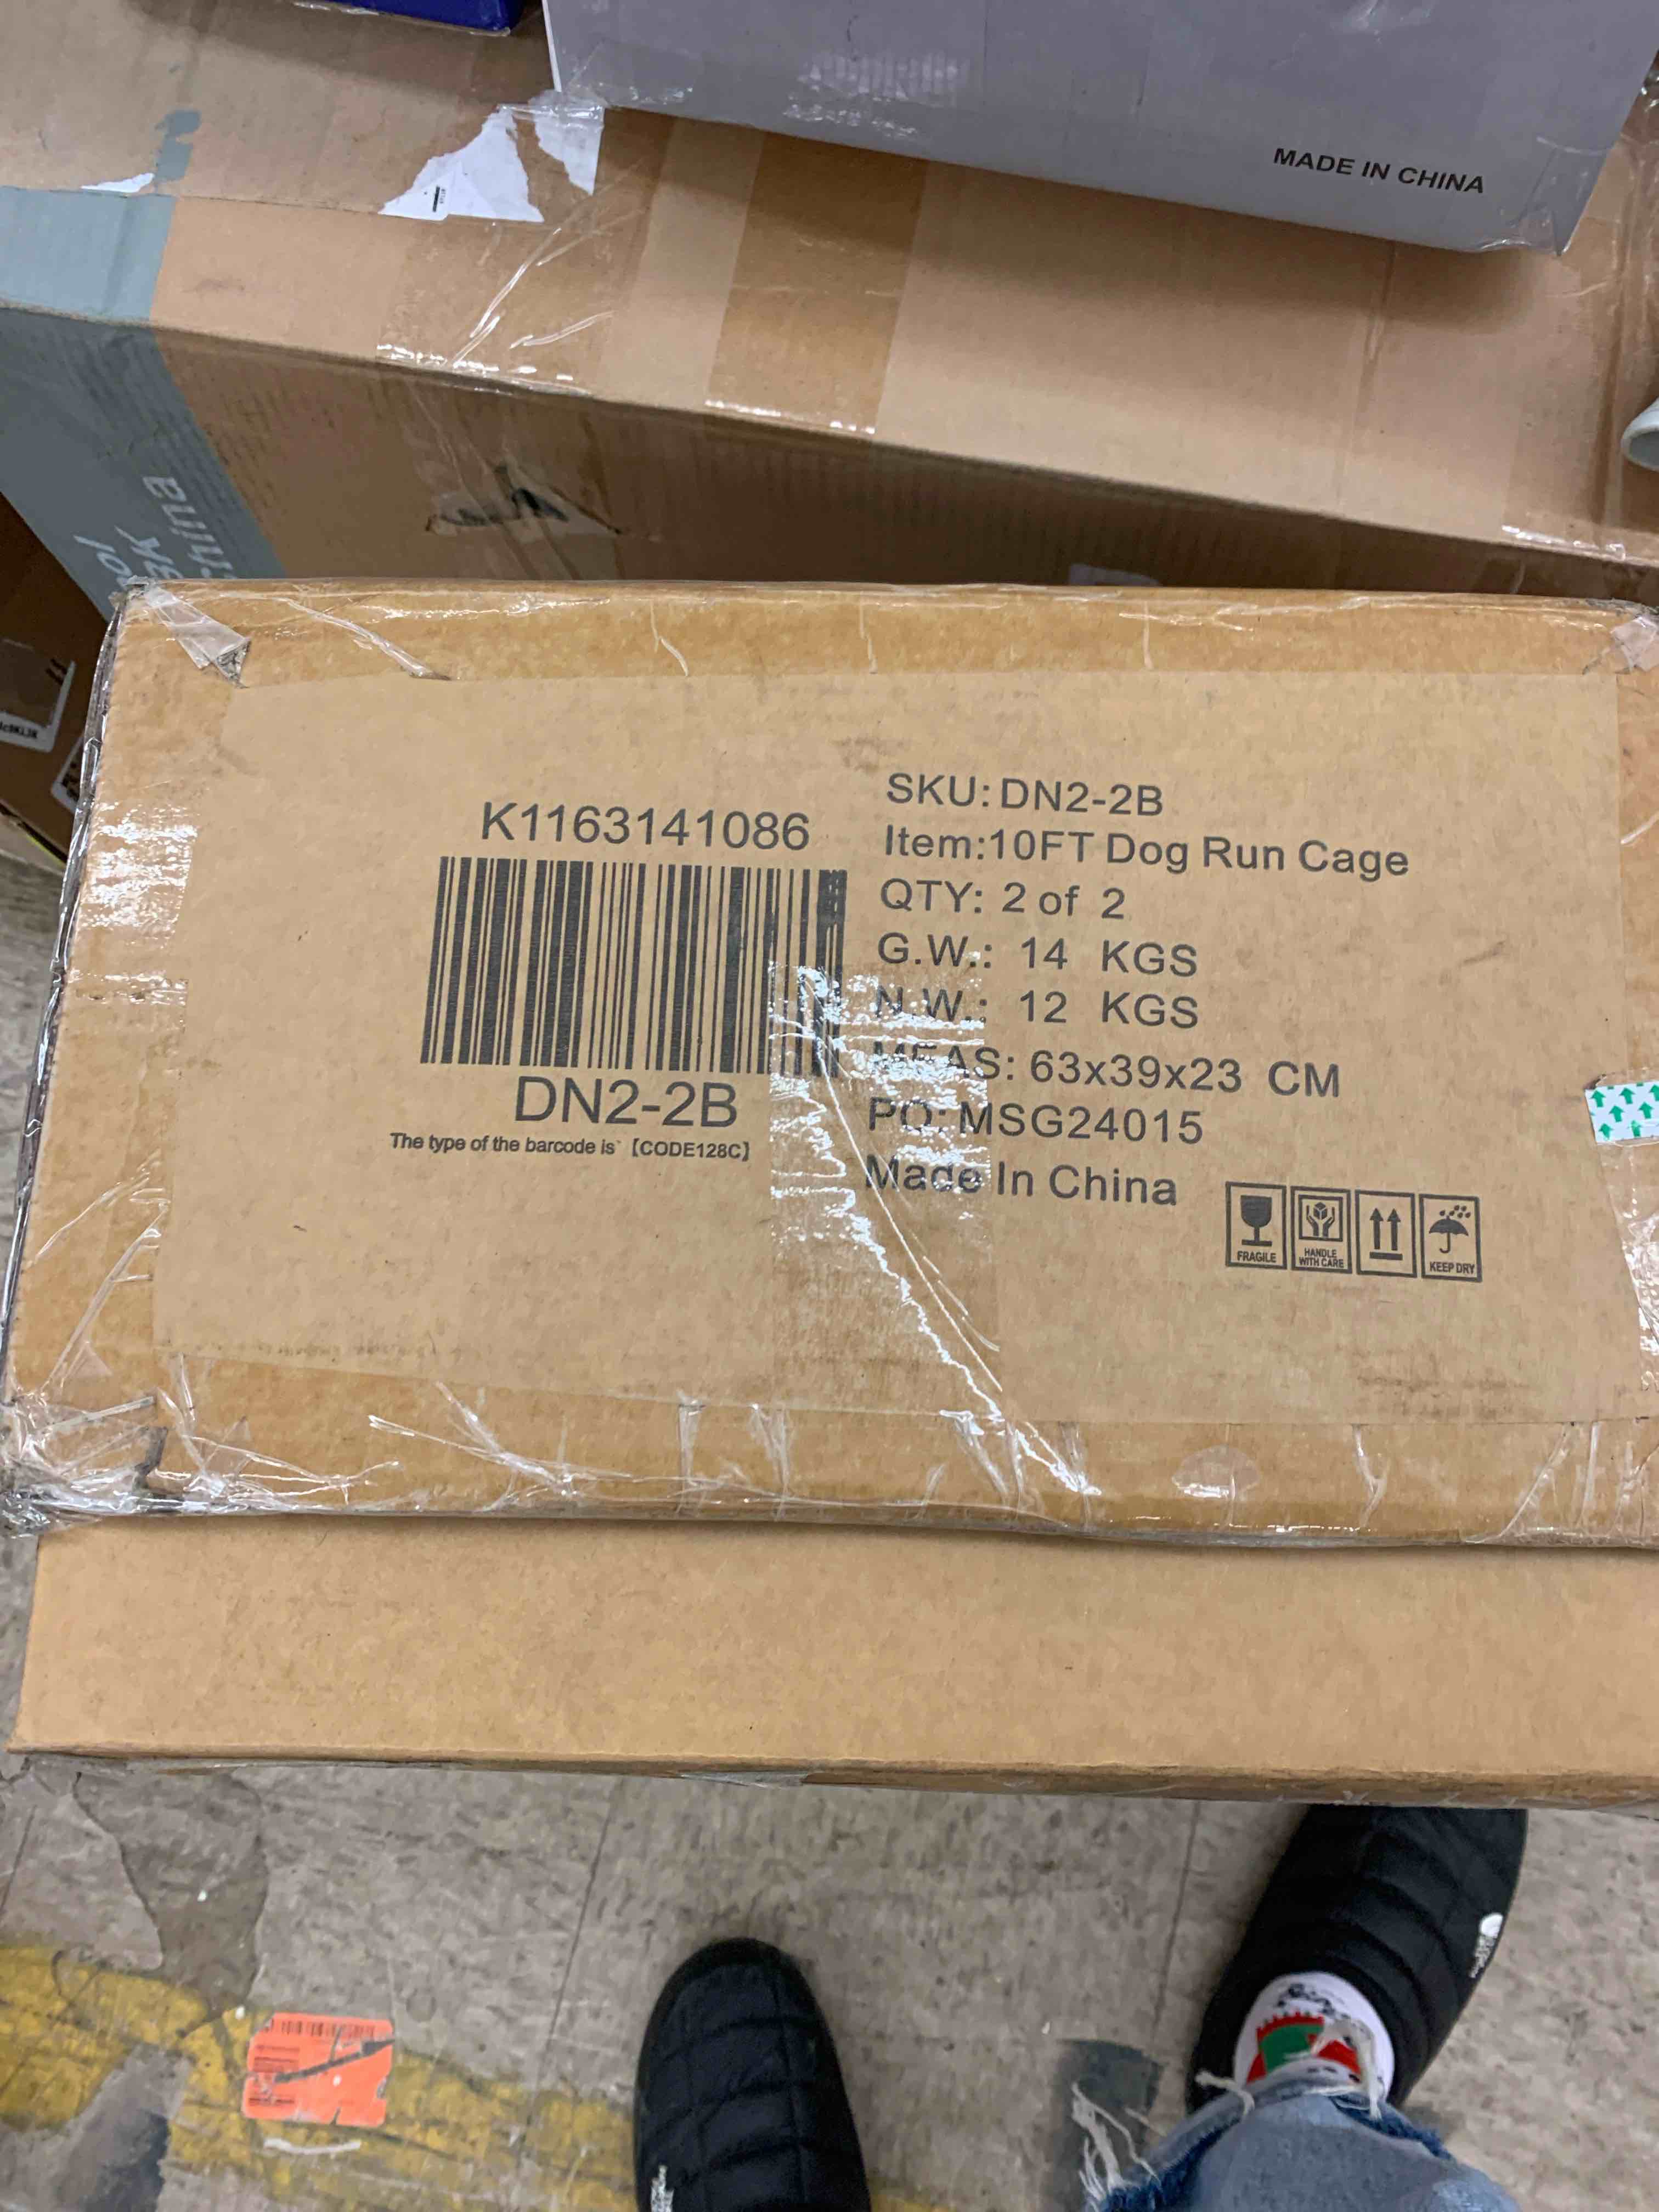 MADE IN CHINA
K1163141086
DN2-2B
The type of the barcode is 【CODE128C】
SKU: DN2-2B
Item:10FT Dog Run Cage
QTY: 2 of 2
G.W.: 14 KGS
N.W.: 12 KGS
MEAS: 63x39x23 CM
PO: MSG24015
Made In China
FRAGILE
HANDLE
WITH CARE
KEEP DRY